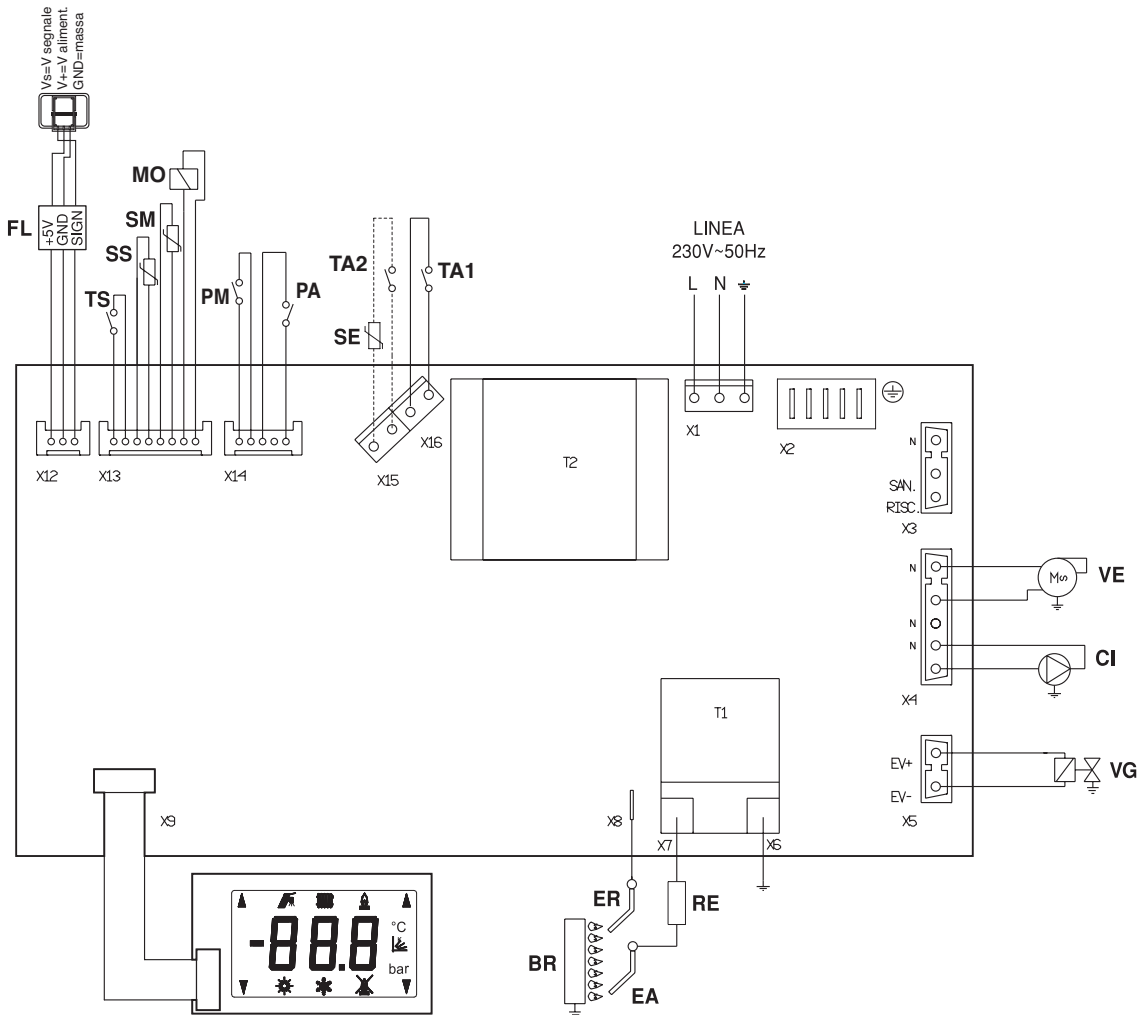 Vs=V segnale
V+=V aliment.
GND=massa
MO
SM
FL
+5V
GND
SIGN
SS
TS
PM
PA
TA2
TA1
SE
LINEA
230V~50Hz
L N
X12
X13
X14
X15
X16
T2
X1
X2
N
SAN.
RISC.
X3
N
Ms
VE
N
N
CI
X4
T1
EV+
VG
EV-
X5
X9
X8
X7
X6
ER
RE
BR
EA
-88.8
°C
bar